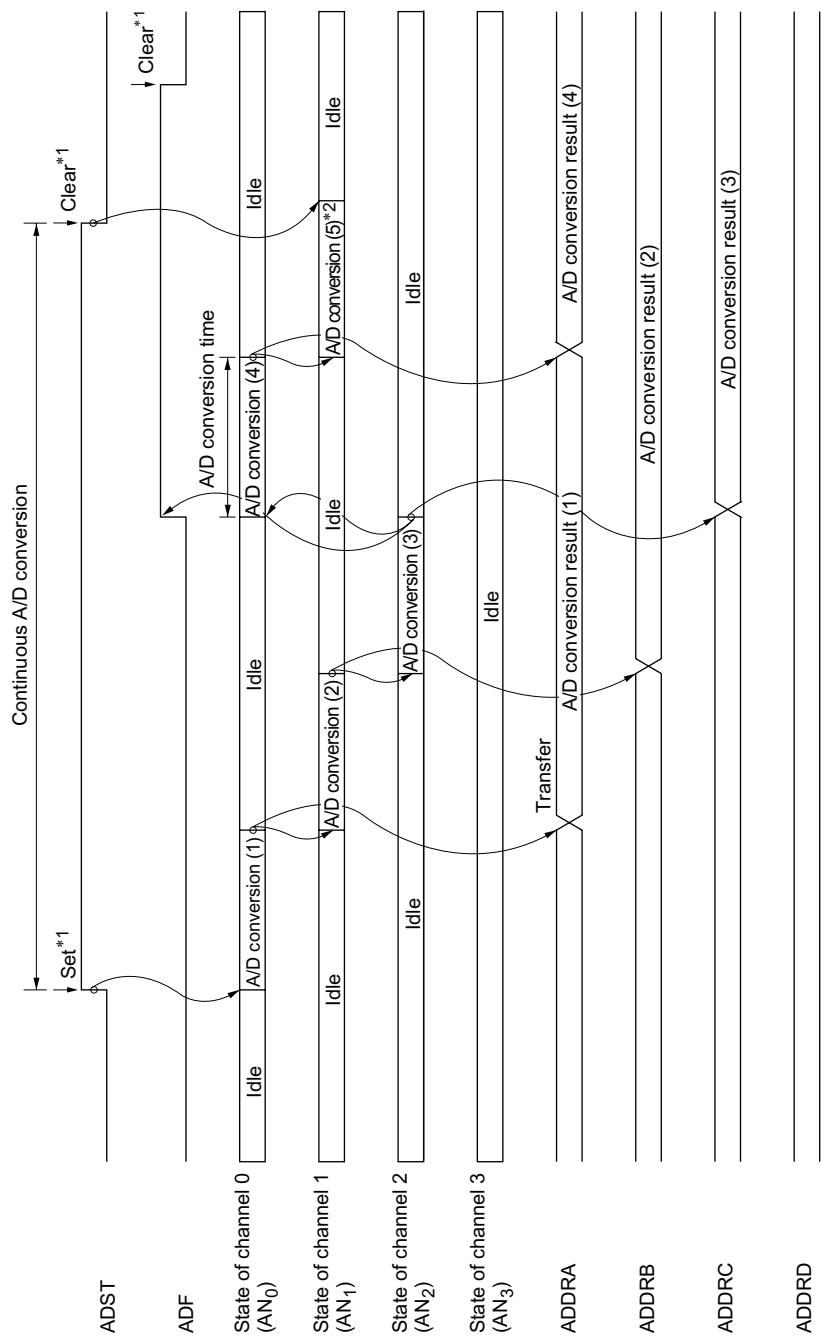 Continuous A/D conversion
Set*1
Clear*1
ADST
Clear*1
ADF
A/D conversion time
State of channel 0
(AN0)
Idle
A/D conversion (1)
Idle
A/D conversion (4)
Idle
State of channel 1
(AN1)
Idle
A/D conversion (2)
Idle
A/D conversion (5)*2
Idle
State of channel 2
(AN2)
Idle
A/D conversion (3)
Idle
State of channel 3
(AN3)
Idle
Transfer
ADDRA
A/D conversion result (1)
A/D conversion result (4)
ADDRB
A/D conversion result (2)
ADDRC
A/D conversion result (3)
ADDRD